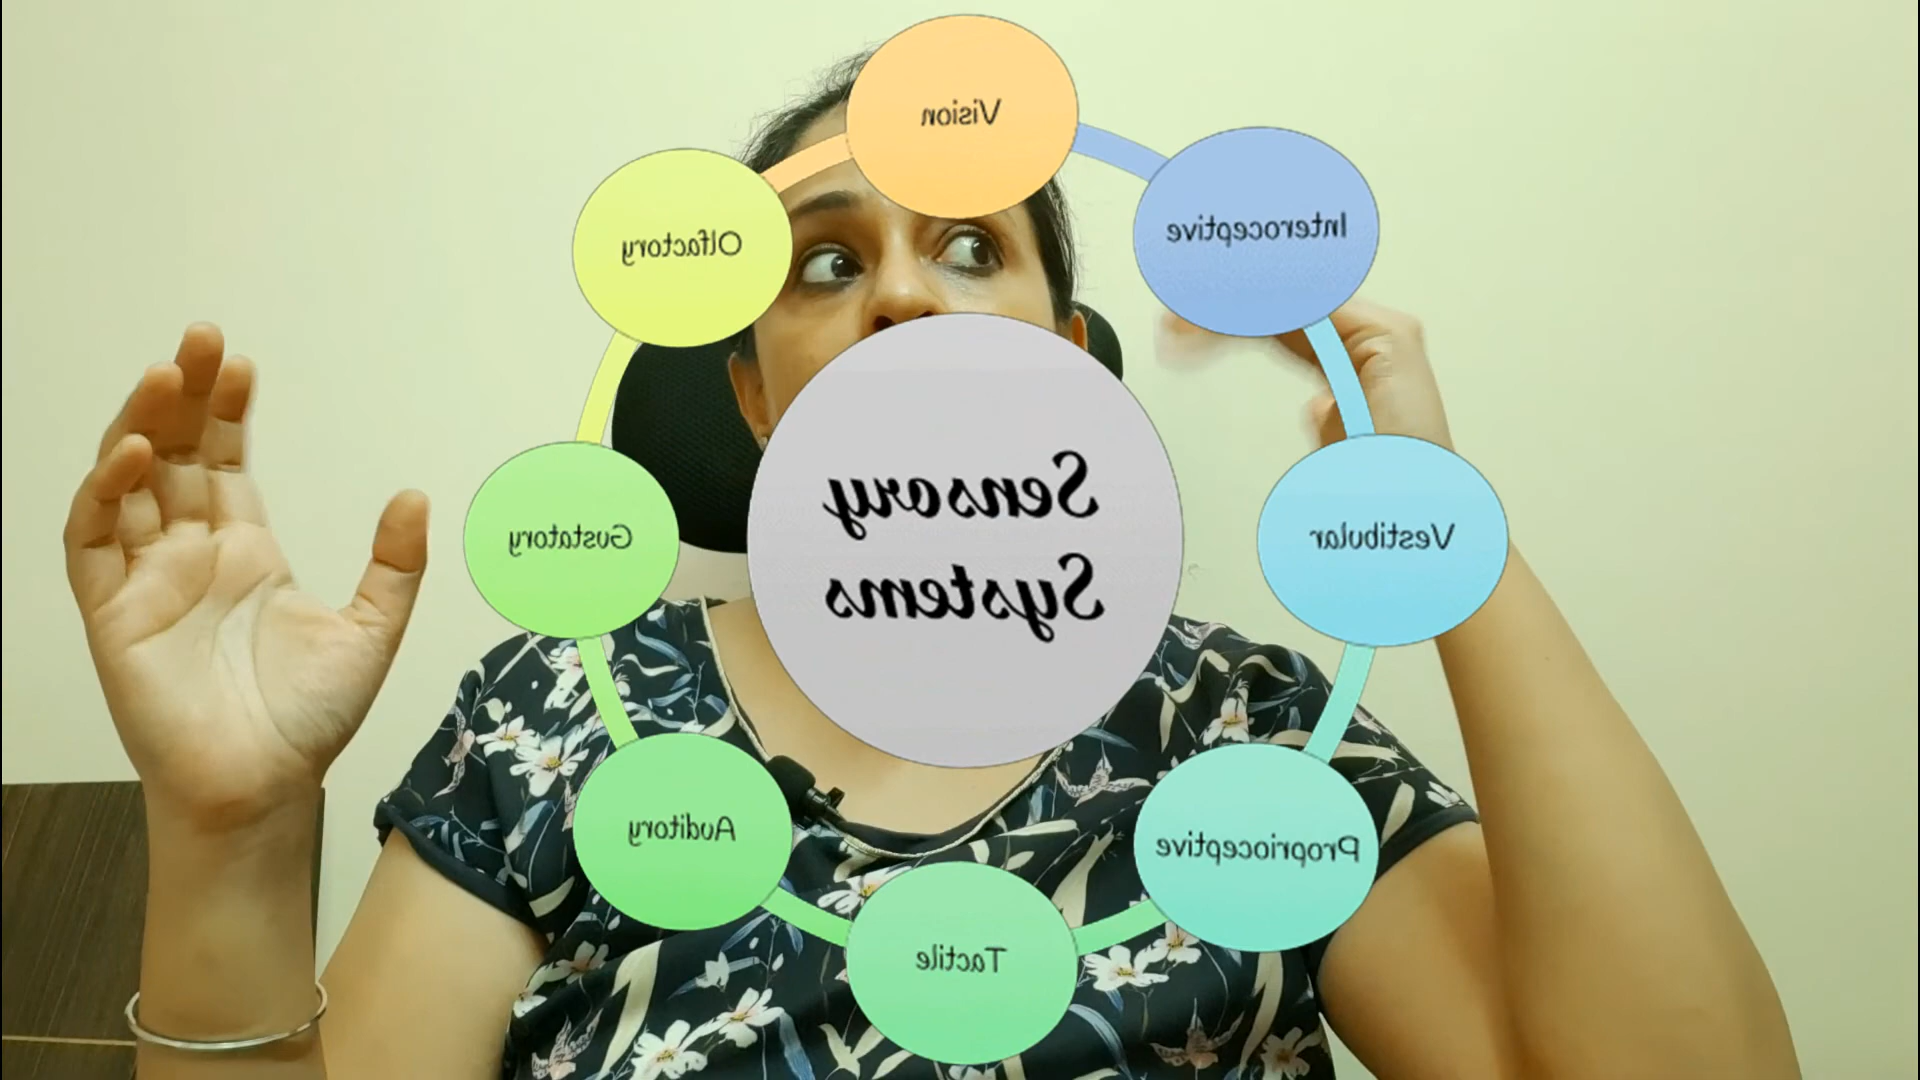 Vision
Interoceptive
Olfactory
Sensory
Systems
Vestibular
Gustatory
Proprioceptive
Auditory
Tactile